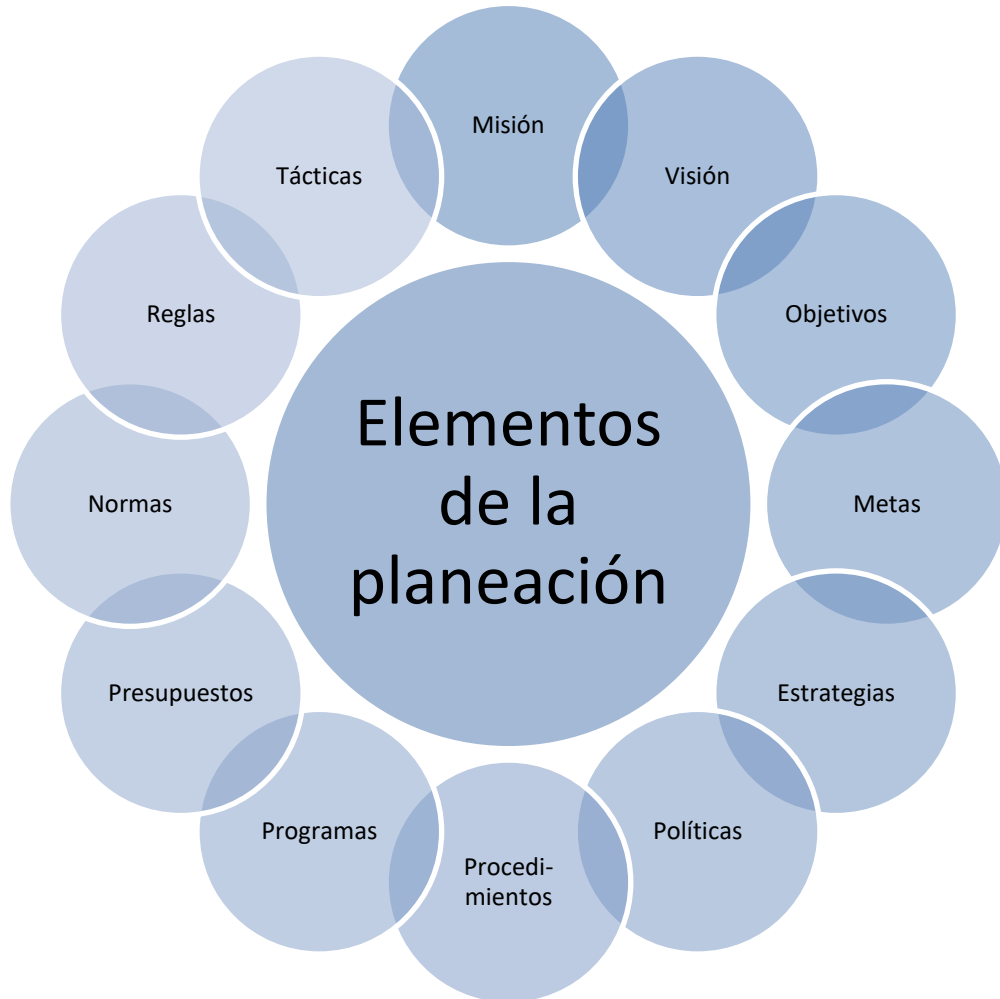 Elementos
de la
planeación
Misión
Visión
Objetivos
Metas
Estrategias
Políticas
Procedi-
mientos
Programas
Presupuestos
Normas
Reglas
Tácticas